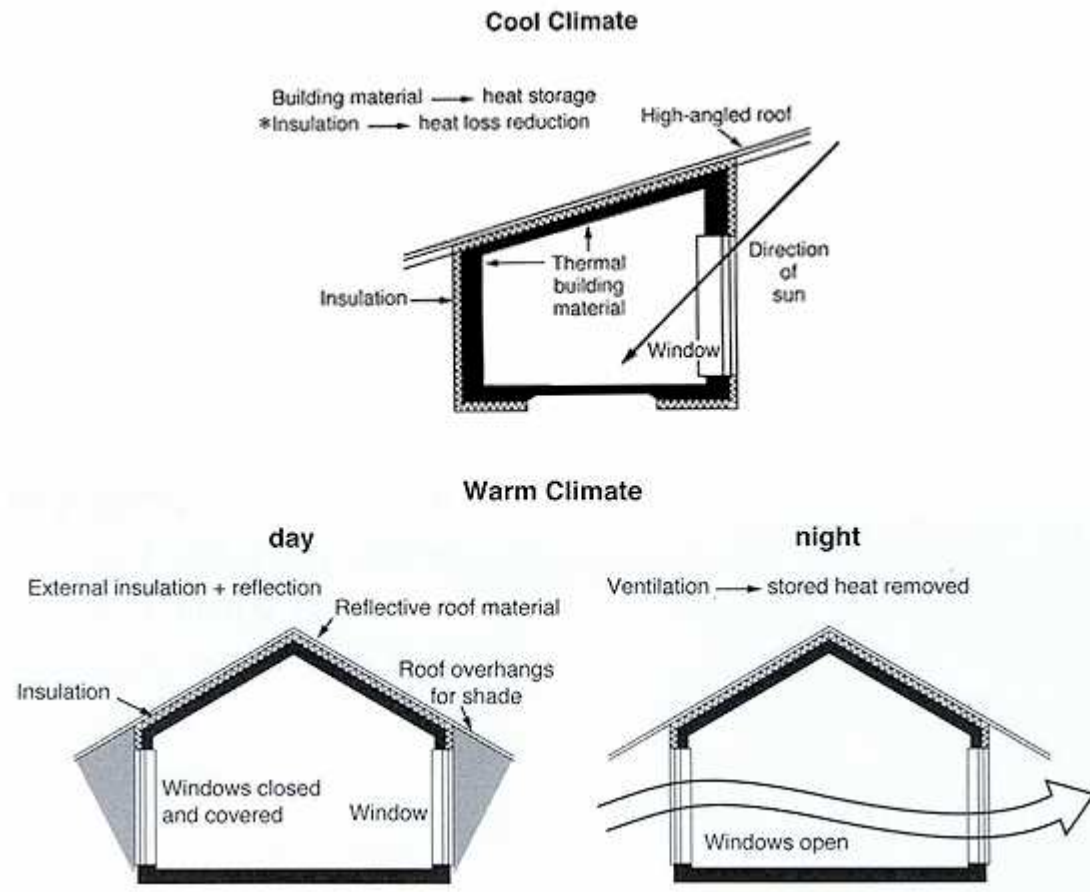 Cool Climate
Building material → heat storage
*Insulation → heat loss reduction
High-angled roof
Direction
of
sun
Thermal
building
material
Insulation
Window
Warm Climate
day
night
External insulation + reflection
Ventilation → stored heat removed
Reflective roof material
Roof overhangs
for shade
Insulation
Windows closed
and covered
Window
Windows open